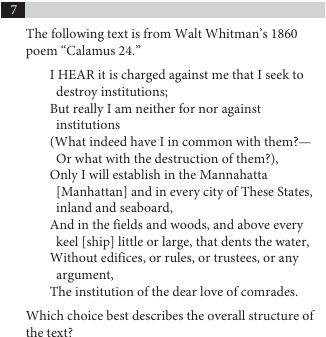 7
The following text is from Walt Whitman's 1860
poem "Calamus 24."
I HEAR it is charged against me that I seek to
destroy institutions;
But really I am neither for nor against
institutions
(What indeed have I in common with them?—
Or what with the destruction of them?),
Only I will establish in the Mannahatta
[Manhattan] and in every city of These States,
inland and seaboard,
And in the fields and woods, and above every
keel [ship] little or large, that dents the water,
Without edifices, or rules, or trustees, or any
argument,
The institution of the dear love of comrades.
Which choice best describes the overall structure of
the text?